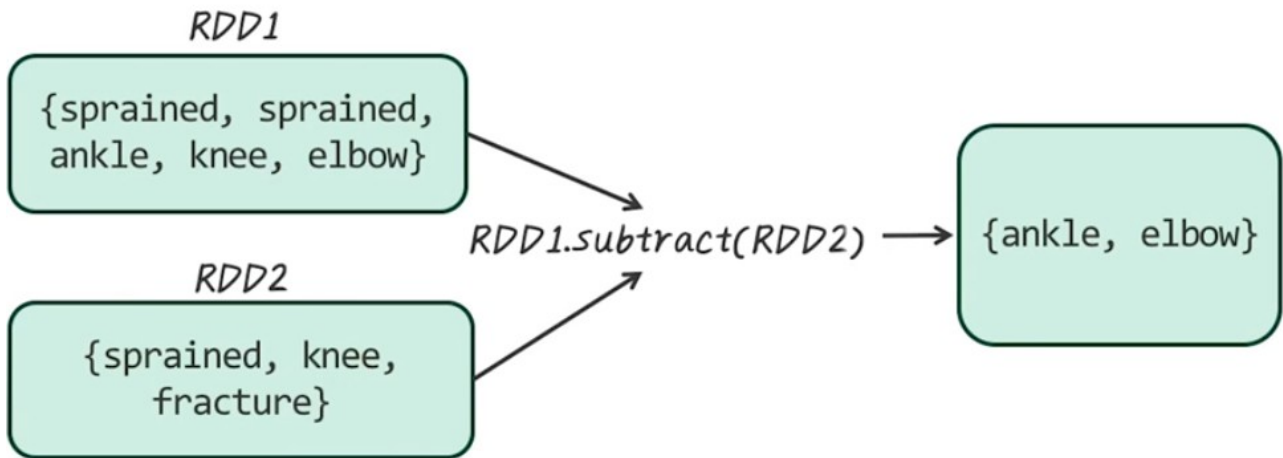 RDD1
{sprained, sprained,
ankle, knee, elbow}
RDD1.subtract(RDD2)
{ankle, elbow}
RDD2
{sprained, knee,
fracture}